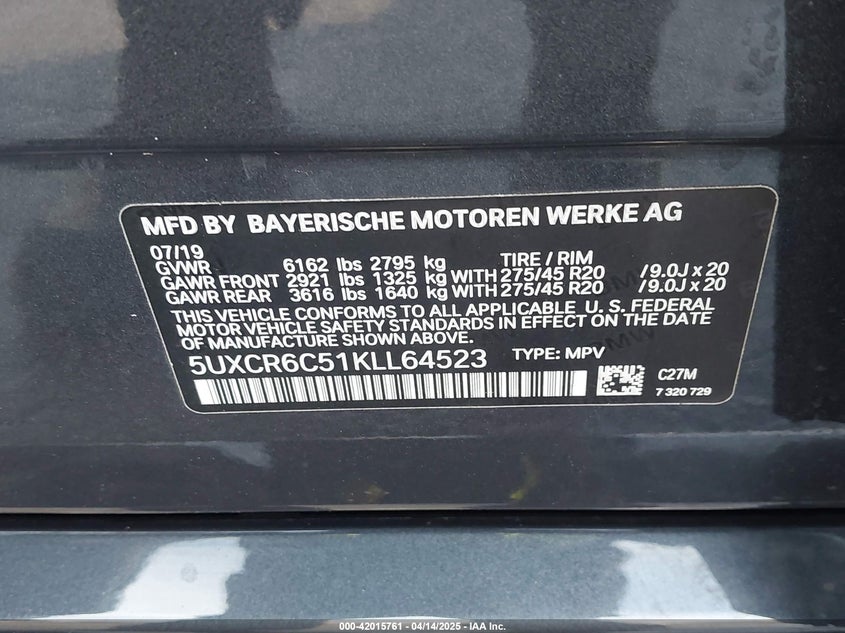 MFD BY BAYERISCHE MOTOREN WERKE AG
07/19 TIRE / RIM
GVWR 6162 lbs 2795 kg
GAWR FRONT 2921 lbs 1325 kg WITH 275/45 R20 / 9.0J x 20
GAWR REAR 3616 lbs 1640 kg WITH 275/45 R20 / 9.0J x 20
THIS VEHICLE CONFORMS TO ALL APPLICABLE U. S. FEDERAL
MOTOR VEHICLE SAFETY STANDARDS IN EFFECT ON THE DATE
OF MANUFACTURE SHOWN ABOVE.
5UXCR6C51KLL64523 TYPE: MPV
C27M
7 320 729
000-42015761 - 04/14/2025 - IAA Inc.